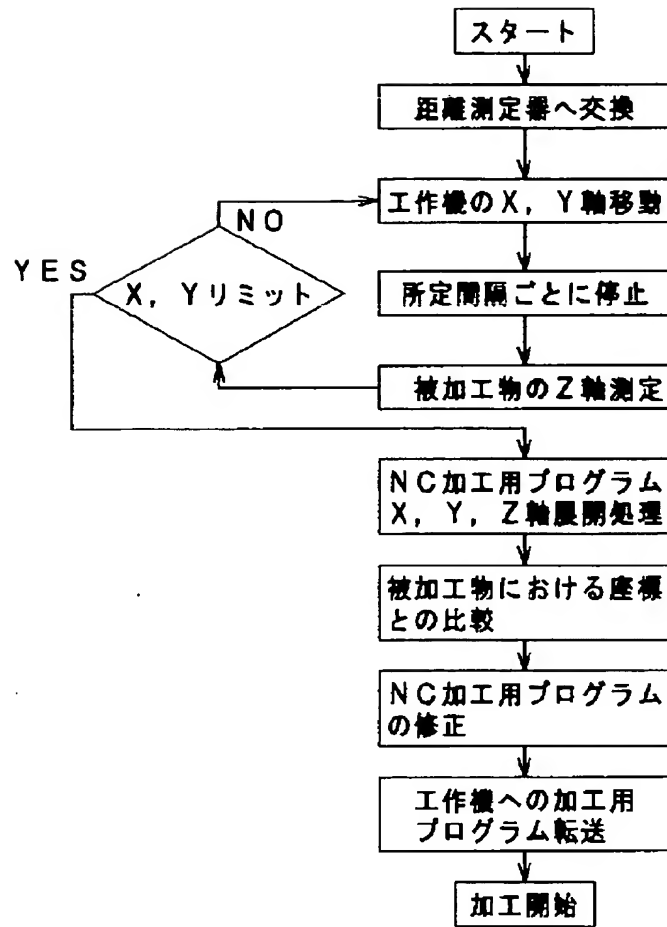 スタート
距離測定器へ交換
工作機のX，Y軸移動
NO
YES
X，Yリミット
所定間隔ごとに停止
被加工物のZ軸測定
NC加工用プログラム
X，Y，Z軸展開処理
被加工物における座標
との比較
NC加工用プログラム
の修正
工作機への加工用
プログラム転送
加工開始